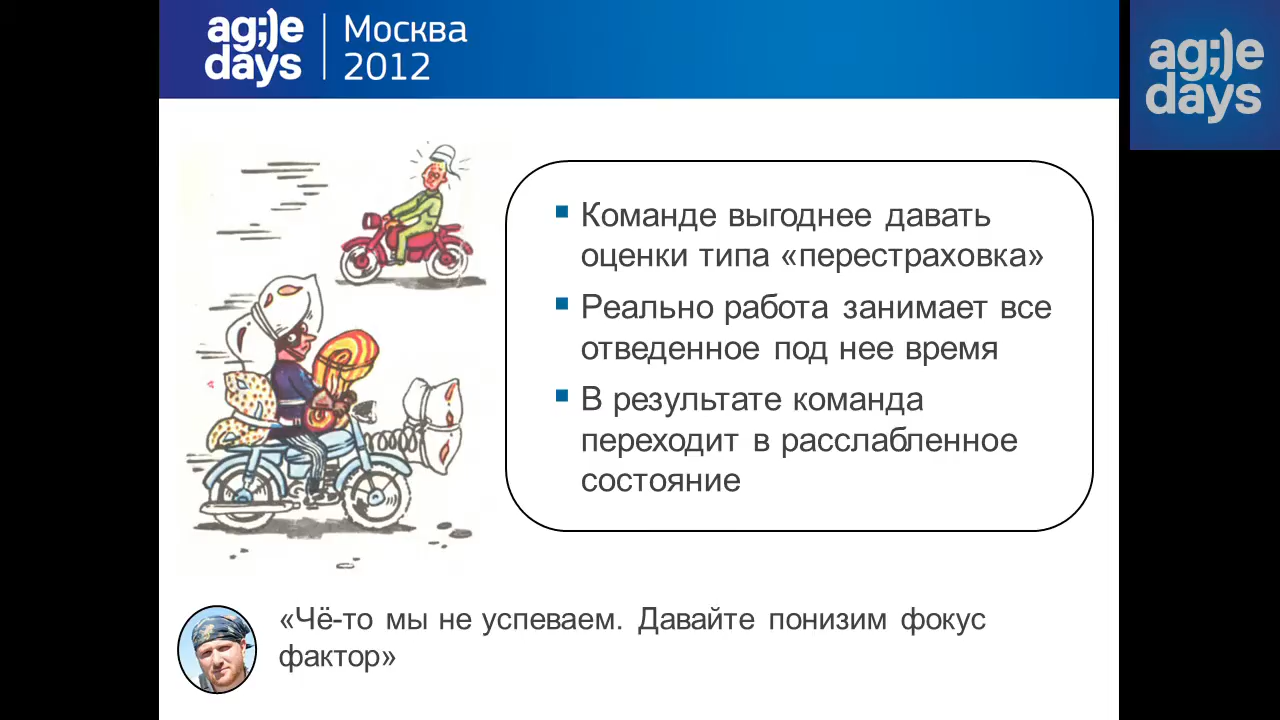 ag;)e
days
Москва
2012
ag;)e
days
Команде выгоднее давать
оценки типа «перестраховка»
Реально работа занимает все
отведенное под нее время
В результате команда
переходит в расслабленное
состояние
«Чё-то мы не успеваем. Давайте понизим фокус
фактор»